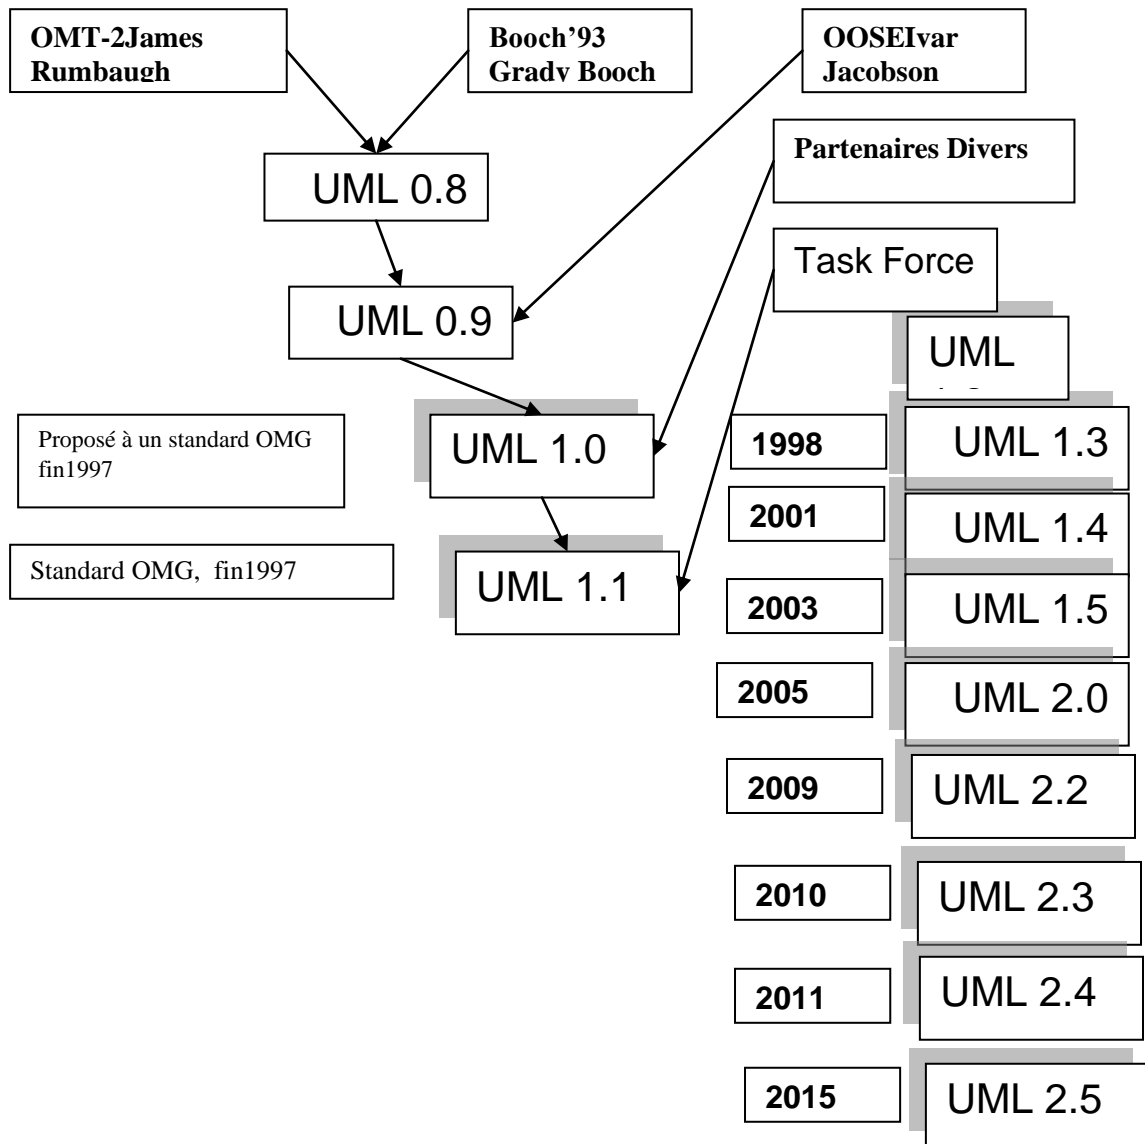 OMT-2James
Rumbaugh
Booch’93
Grady Booch
OOSEIvar
Jacobson
Partenaires Divers
UML 0.8
Task Force
UML 0.9
UML
Proposé à un standard OMG
fin1997
UML 1.0
1998
UML 1.3
2001
UML 1.4
Standard OMG, fin1997
UML 1.1
2003
UML 1.5
2005
UML 2.0
2009
UML 2.2
2010
UML 2.3
2011
UML 2.4
2015
UML 2.5